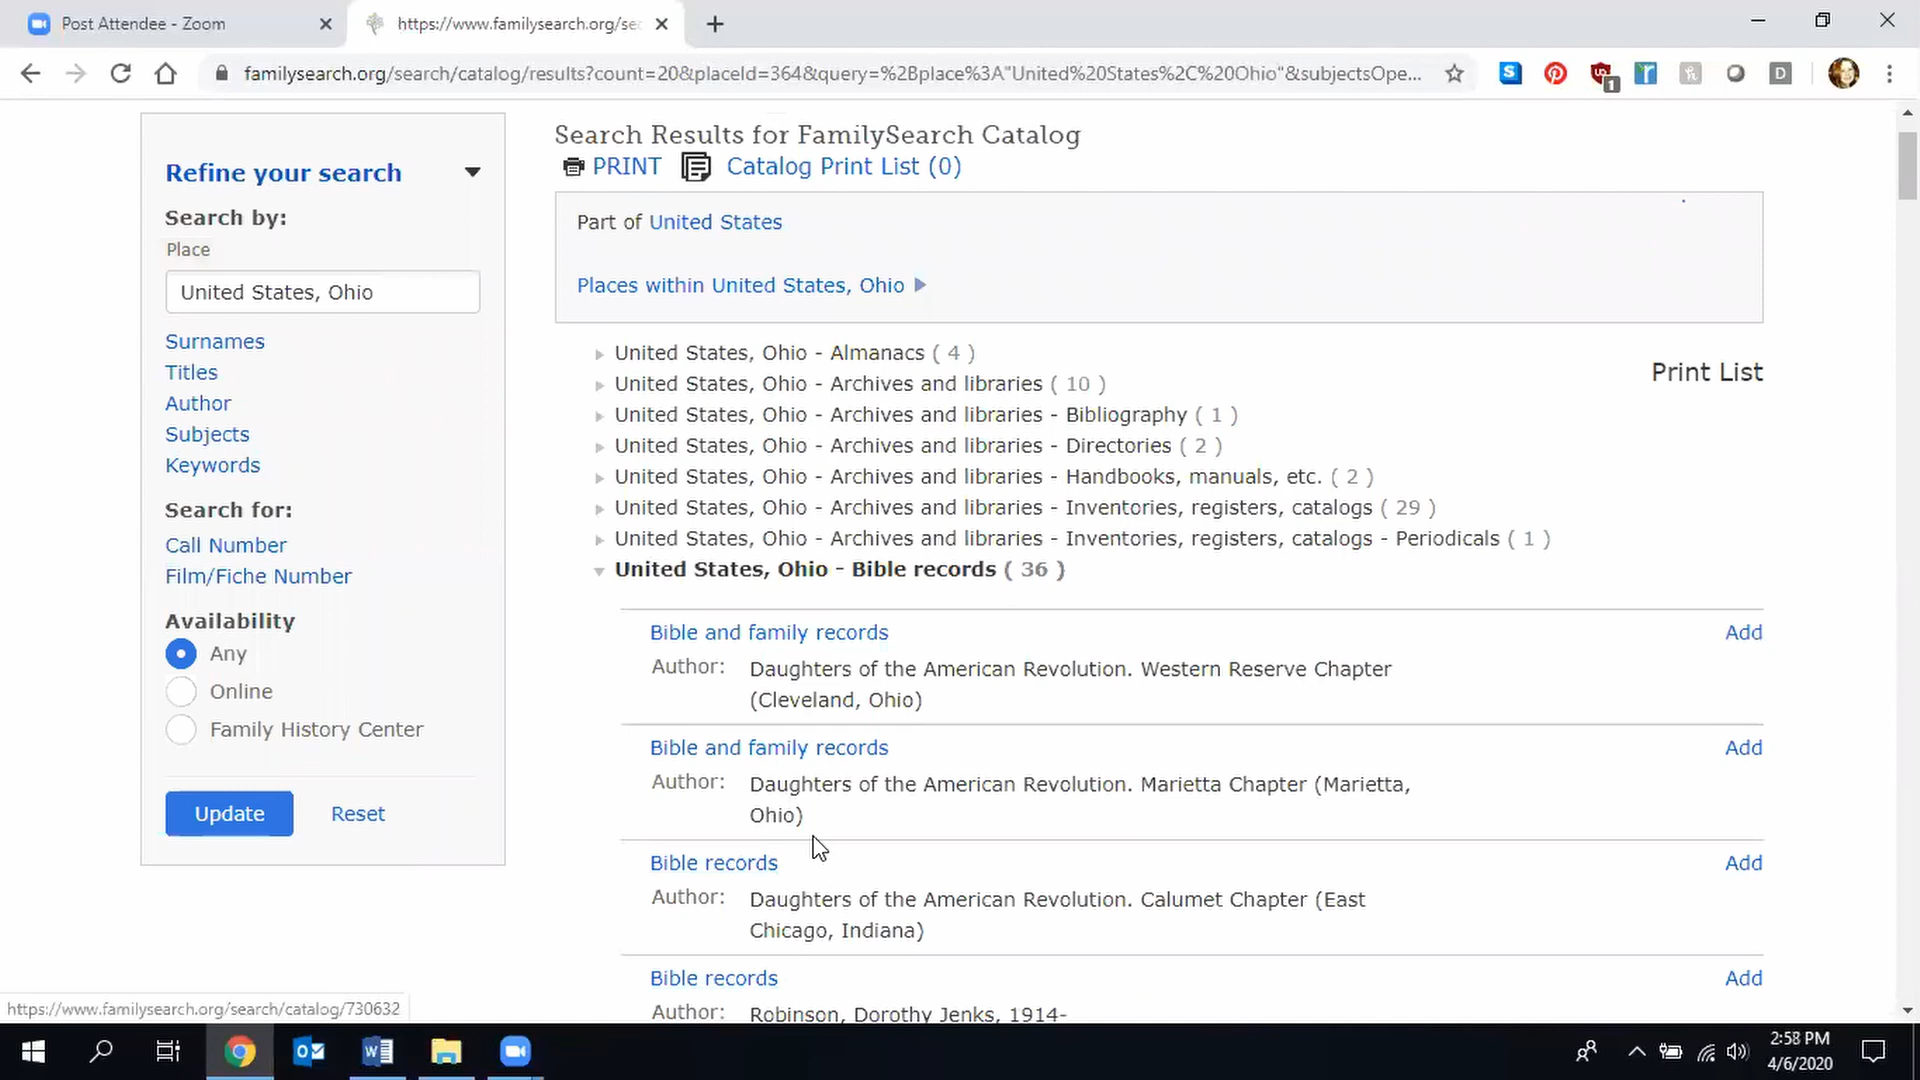 Post Attendee - Zoom
https://www.familysearch.org/sea
familysearch.org/search/catalog/results?count=20&placeId=364&query=%2Bplace%3A"United%20States%2C%20Ohio"&subjectsOpe...
1
D
Refine your search
Search by:
Place
United States, Ohio
Surnames
Titles
Author
Subjects
Keywords
Search for:
Call Number
Film/Fiche Number
Availability
Any
Online
Family History Center
Update
Reset
Search Results for FamilySearch Catalog
PRINT
Catalog Print List (0)
Part of United States
Places within United States, Ohio
Print List
United States, Ohio - Almanacs ( 4 )
United States, Ohio - Archives and libraries ( 10 )
United States, Ohio - Archives and libraries - Bibliography ( 1 )
United States, Ohio - Archives and libraries - Directories ( 2 )
United States, Ohio - Archives and libraries - Handbooks, manuals, etc. ( 2 )
United States, Ohio - Archives and libraries - Inventories, registers, catalogs ( 29 )
United States, Ohio - Archives and libraries - Inventories, registers, catalogs - Periodicals ( 1 )
United States, Ohio - Bible records ( 36 )
Bible and family records
Add
Author: Daughters of the American Revolution. Western Reserve Chapter
(Cleveland, Ohio)
Bible and family records
Add
Author: Daughters of the American Revolution. Marietta Chapter (Marietta,
Ohio)
Bible records
Add
Author: Daughters of the American Revolution. Calumet Chapter (East
Chicago, Indiana)
Bible records
Add
Author: Robinson, Dorothy Jenks, 1914-
https://www.familysearch.org/search/catalog/730632
2:58 PM
4/6/2020